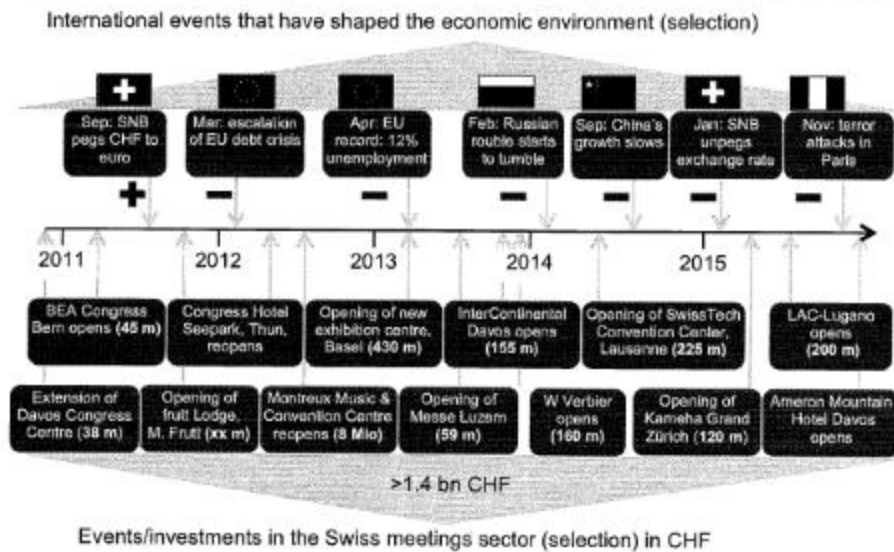 International events that have shaped the economic environment (selection)
Sep: SNB
pegs CHF to
euro
Mar: escalation
of EU debt crisis
Apr: EU
record: 12%
unemployment
Feb: Russian
rouble starts
to tumble
Sep: China's
growth slows
Jan: SNB
unpegs
exchange rate
Nov: terror
attacks in
Paris
+
–
–
–
–
–
–
2011
2012
2013
2014
2015
BEA Congress
Bern opens (45 m)
Congress Hotel
Seepark, Thun,
reopens
Opening of new
exhibition centre,
Basel (430 m)
InterContinental
Davos opens
(155 m)
Opening of SwissTech
Convention Center,
Lausanne (225 m)
LAC-Lugano
opens
(200 m)
Extension of
Davos Congress
Centre (38 m)
Opening of
frutt Lodge,
M. Frutt (xx m)
Montreux Music &
Convention Centre
reopens (8 Mio)
Opening of
Messe Luzern
(59 m)
W Verbier
opens
(160 m)
Opening of
Kameha Grand
Zürich (120 m)
Ameron Mountain
Hotel Davos
opens
>1.4 bn CHF
Events/investments in the Swiss meetings sector (selection) in CHF